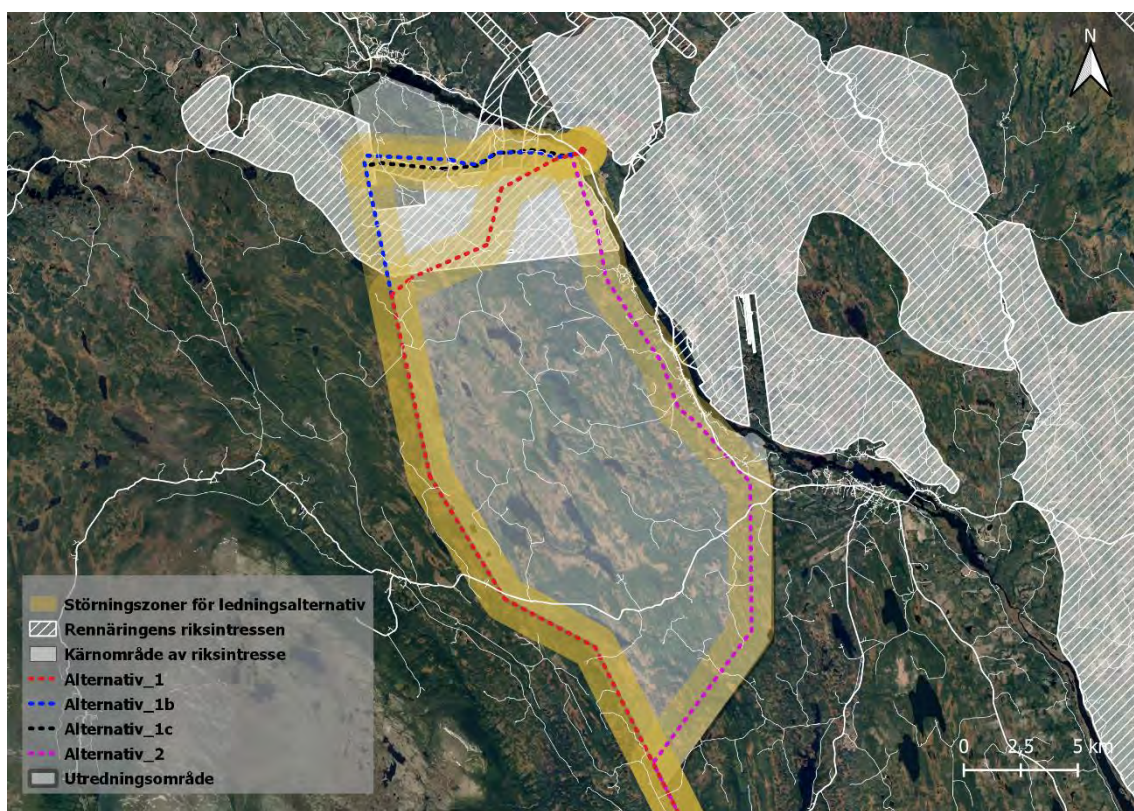 N
Störningszoner för ledningsalternativ
Rennäringens riksintressen
Kärnområde av riksintresse
Alternativ_1
Alternativ_1b
Alternativ_1c
Alternativ_2
Utredningsområde
0 2,5 5 km